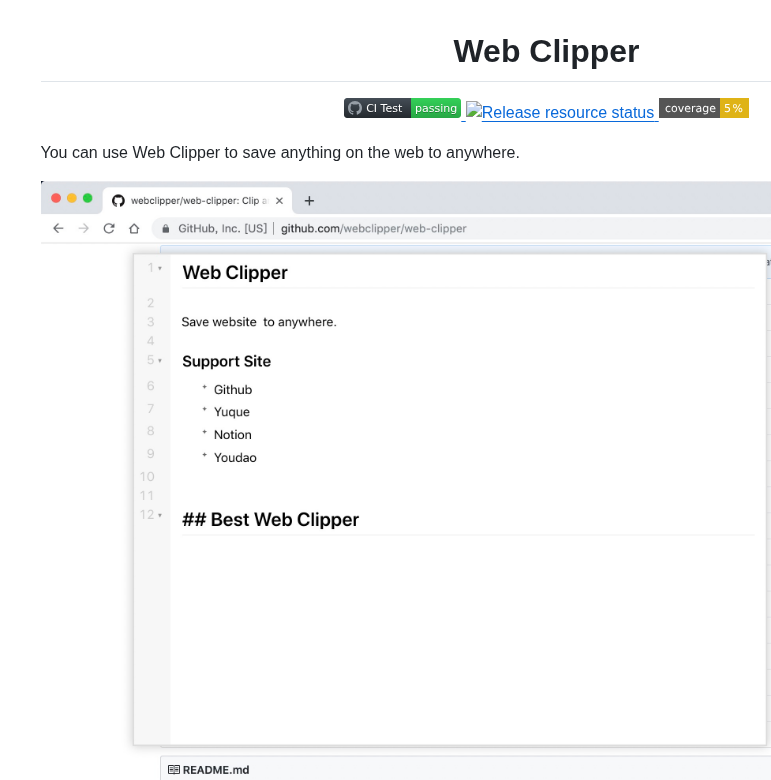 Web Clipper
CI Test passing Release resource status coverage 5%
You can use Web Clipper to save anything on the web to anywhere.
webclipper/web-clipper: Clip a
GitHub, Inc. [US] | github.com/webclipper/web-clipper
1 Web Clipper
2
3 Save website to anywhere.
4
5 Support Site
6 Github
7 Yuque
8 Notion
9 Youdao
10
11
12 ## Best Web Clipper
README.md